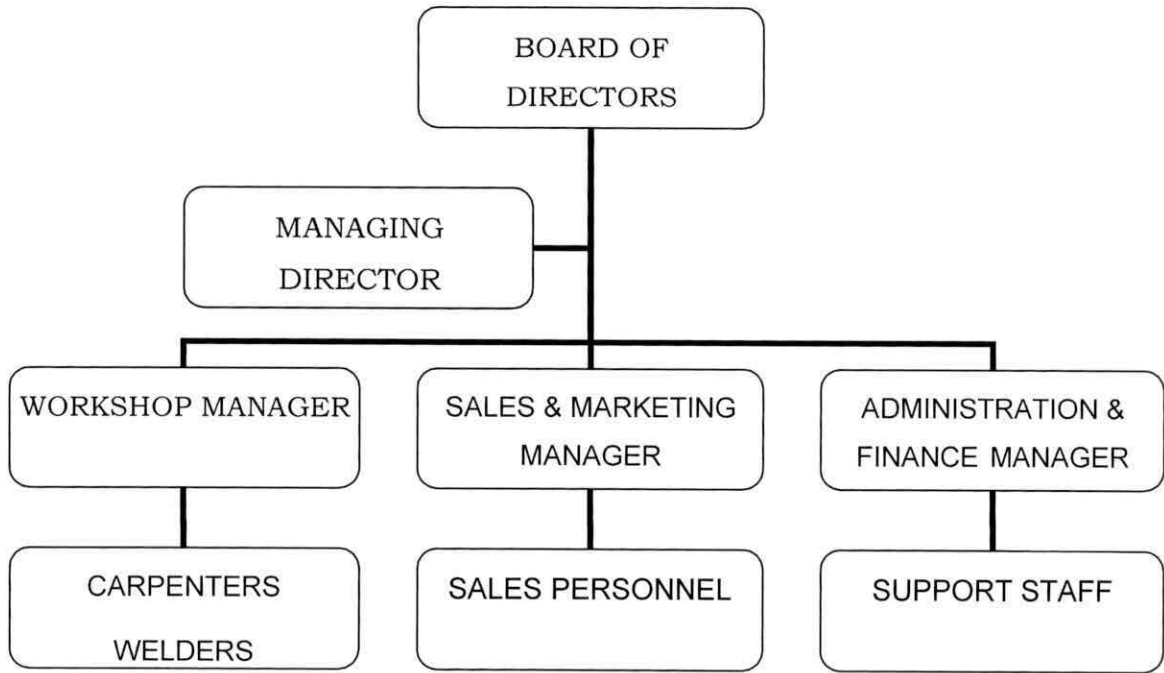 BOARD OF
DIRECTORS
MANAGING
DIRECTOR
WORKSHOP MANAGER
SALES & MARKETING
MANAGER
ADMINISTRATION &
FINANCE MANAGER
CARPENTERS
WELDERS
SALES PERSONNEL
SUPPORT STAFF